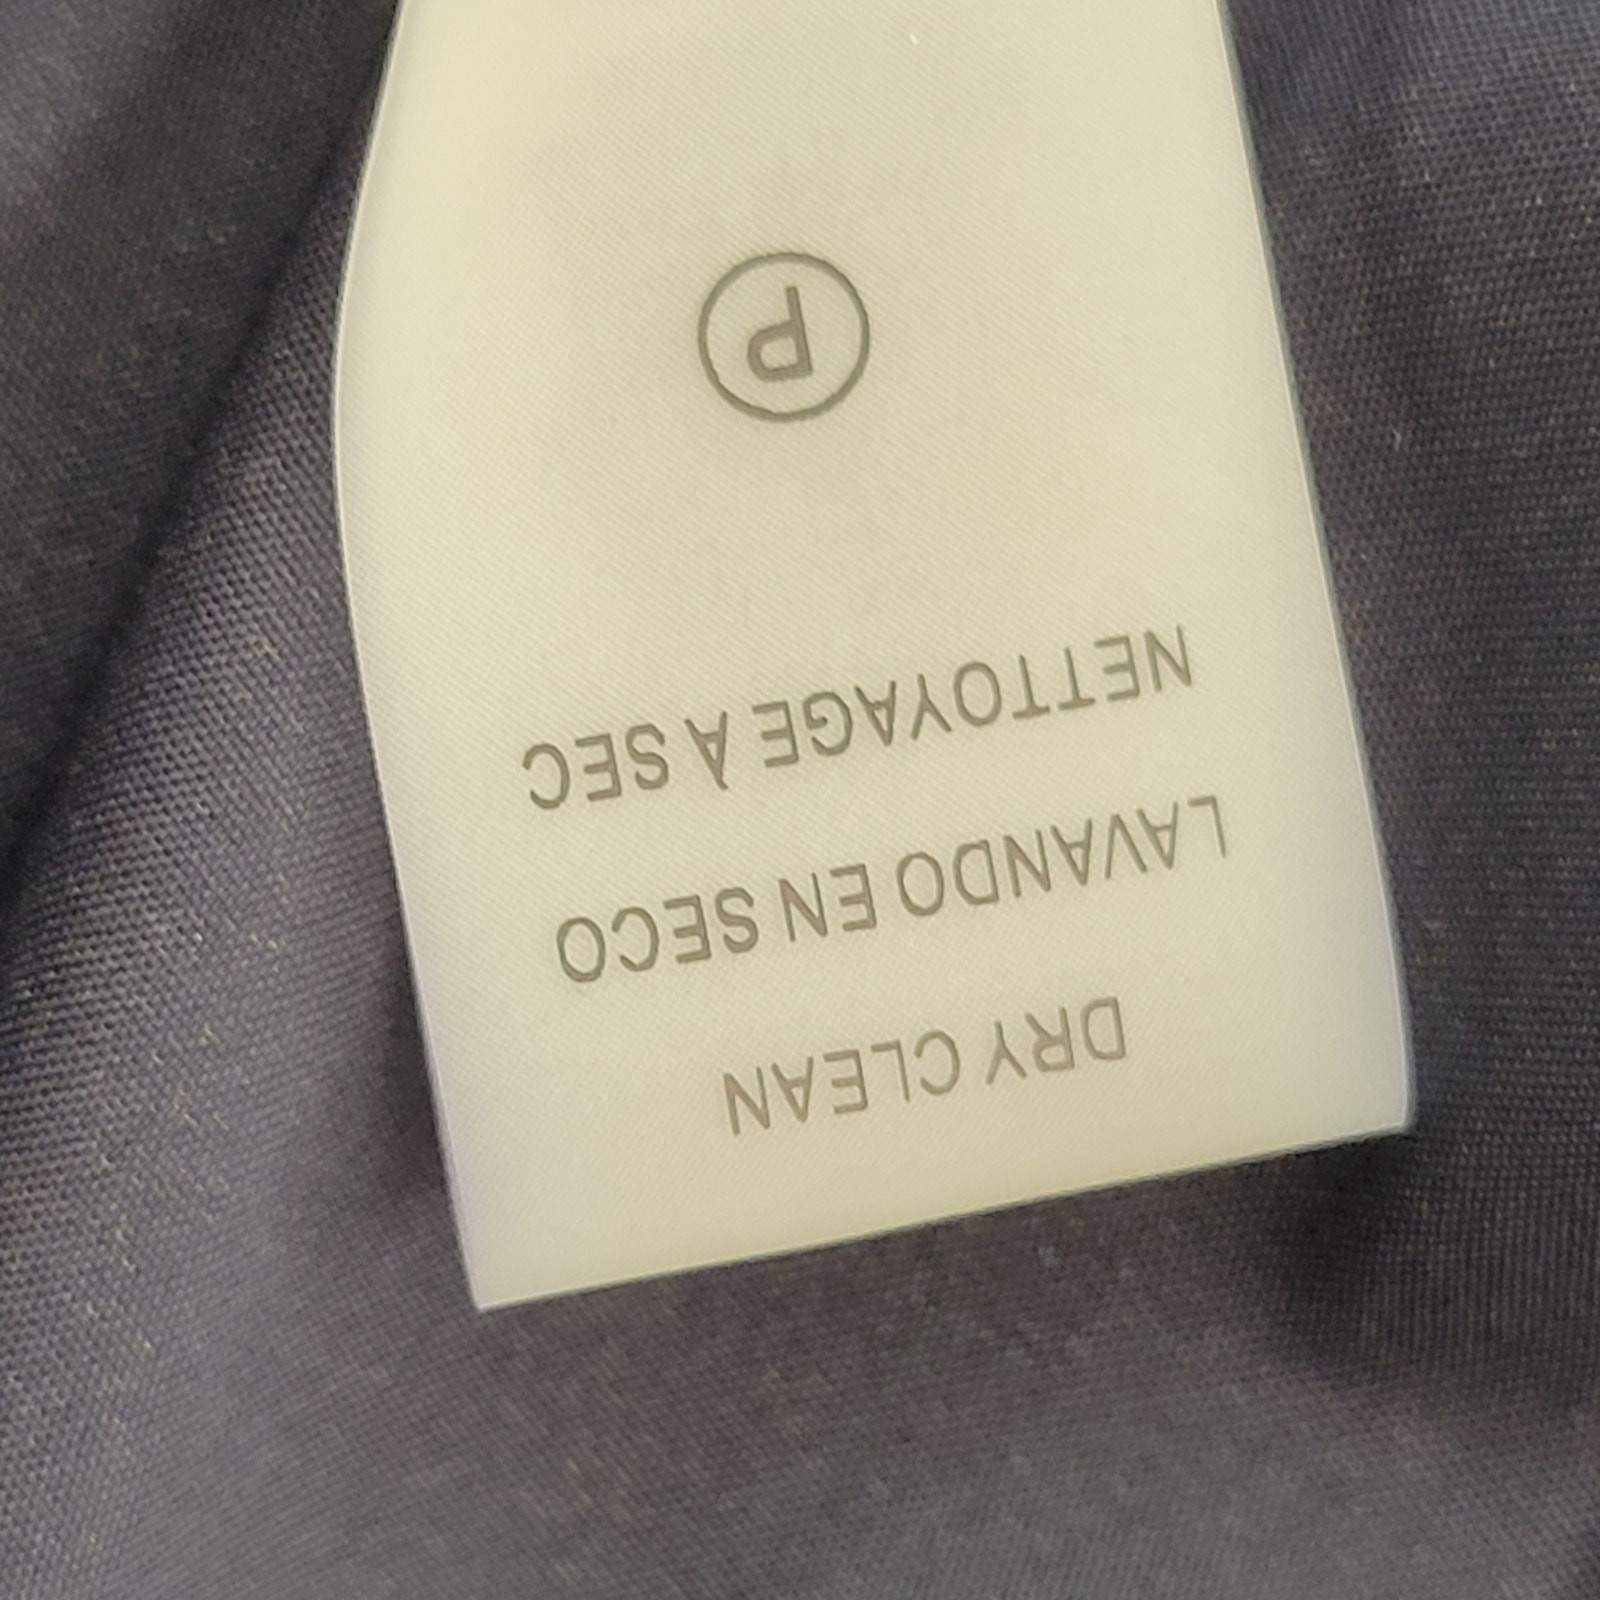 DRY CLEAN
LAVANDO EN SECO
NETTOYAGE À SEC
P